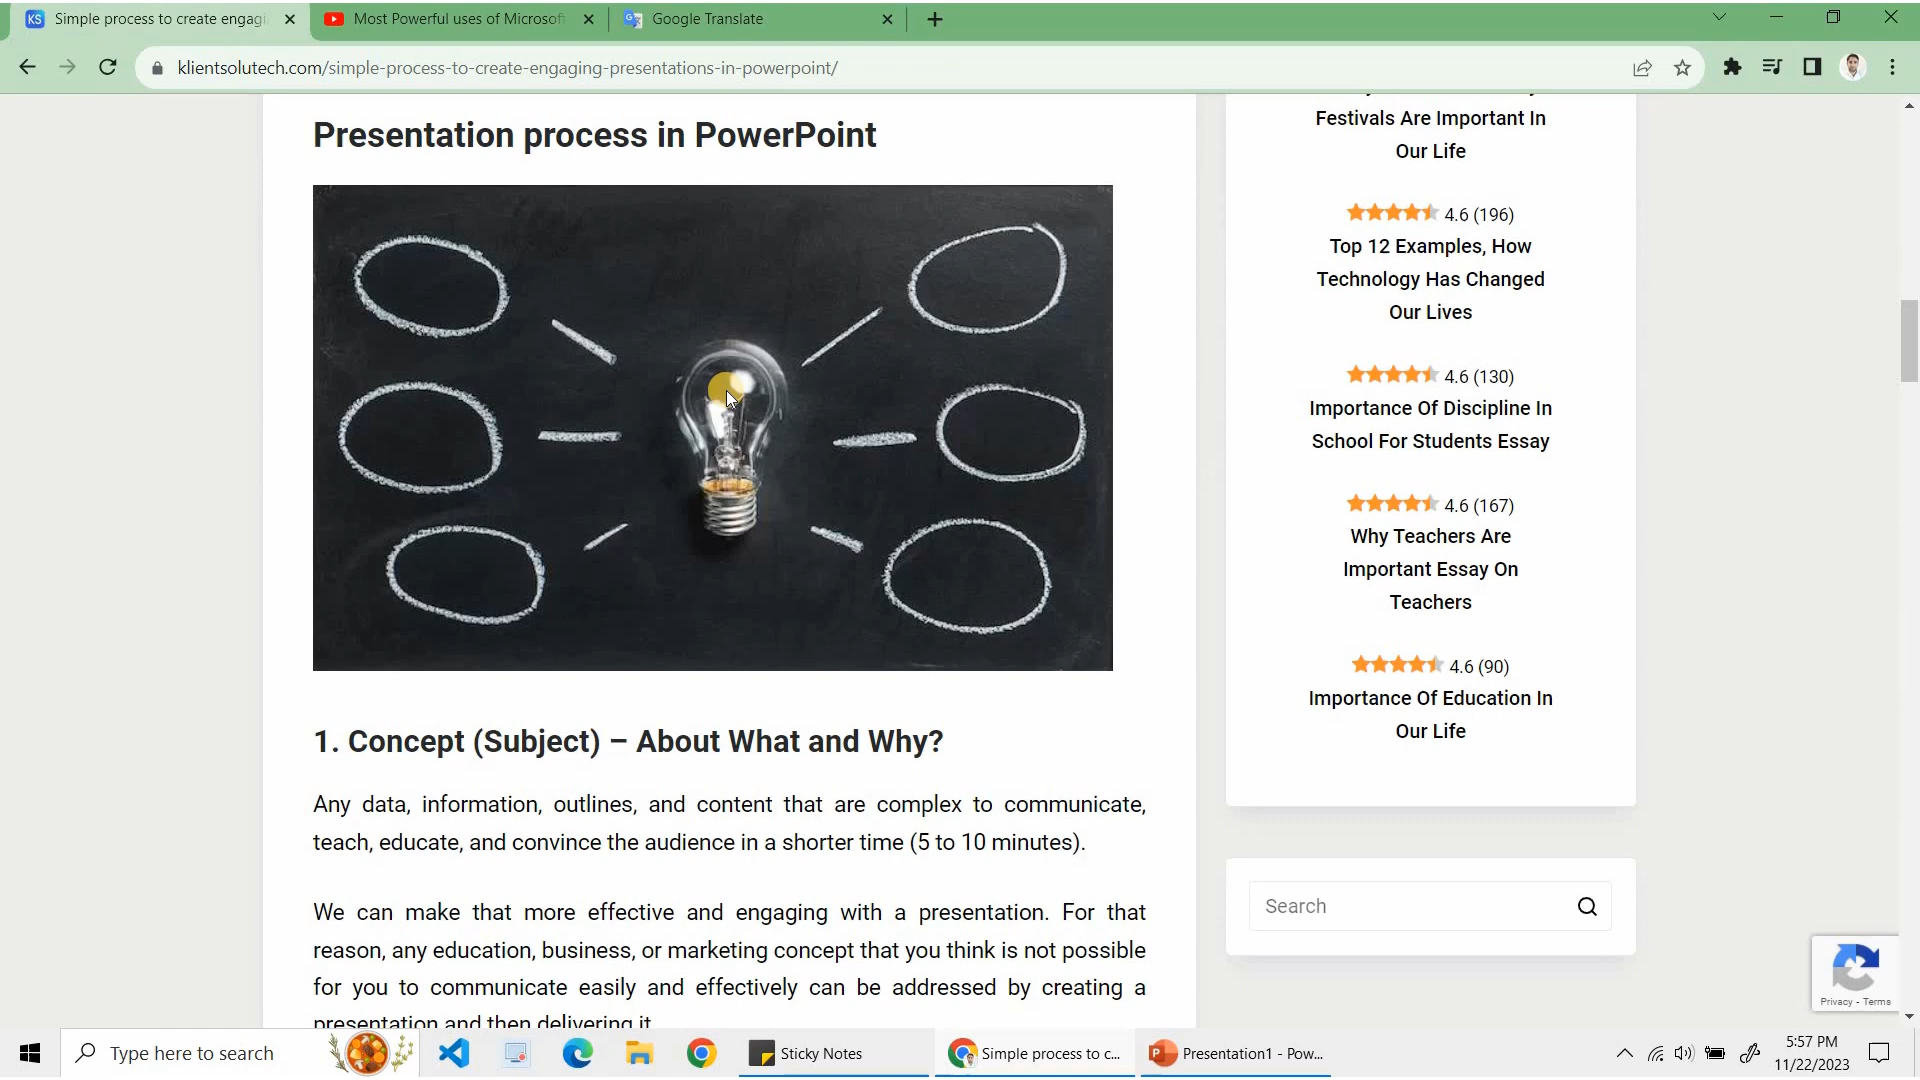 KS Simple process to create engagi
Most Powerful uses of Microsof
Google Translate
klientsolutech.com/simple-process-to-create-engaging-presentations-in-powerpoint/
Presentation process in PowerPoint
1. Concept (Subject) – About What and Why?
Any data, information, outlines, and content that are complex to communicate,
teach, educate, and convince the audience in a shorter time (5 to 10 minutes).
We can make that more effective and engaging with a presentation. For that
reason, any education, business, or marketing concept that you think is not possible
for you to communicate easily and effectively can be addressed by creating a
presentation and then delivering it
Festivals Are Important In
Our Life
4.6 (196)
Top 12 Examples, How
Technology Has Changed
Our Lives
4.6 (130)
Importance Of Discipline In
School For Students Essay
4.6 (167)
Why Teachers Are
Important Essay On
Teachers
4.6 (90)
Importance Of Education In
Our Life
Search
Privacy - Terms
Type here to search
Sticky Notes
Simple process to c...
Presentation1 - Pow...
5:57 PM
11/22/2023